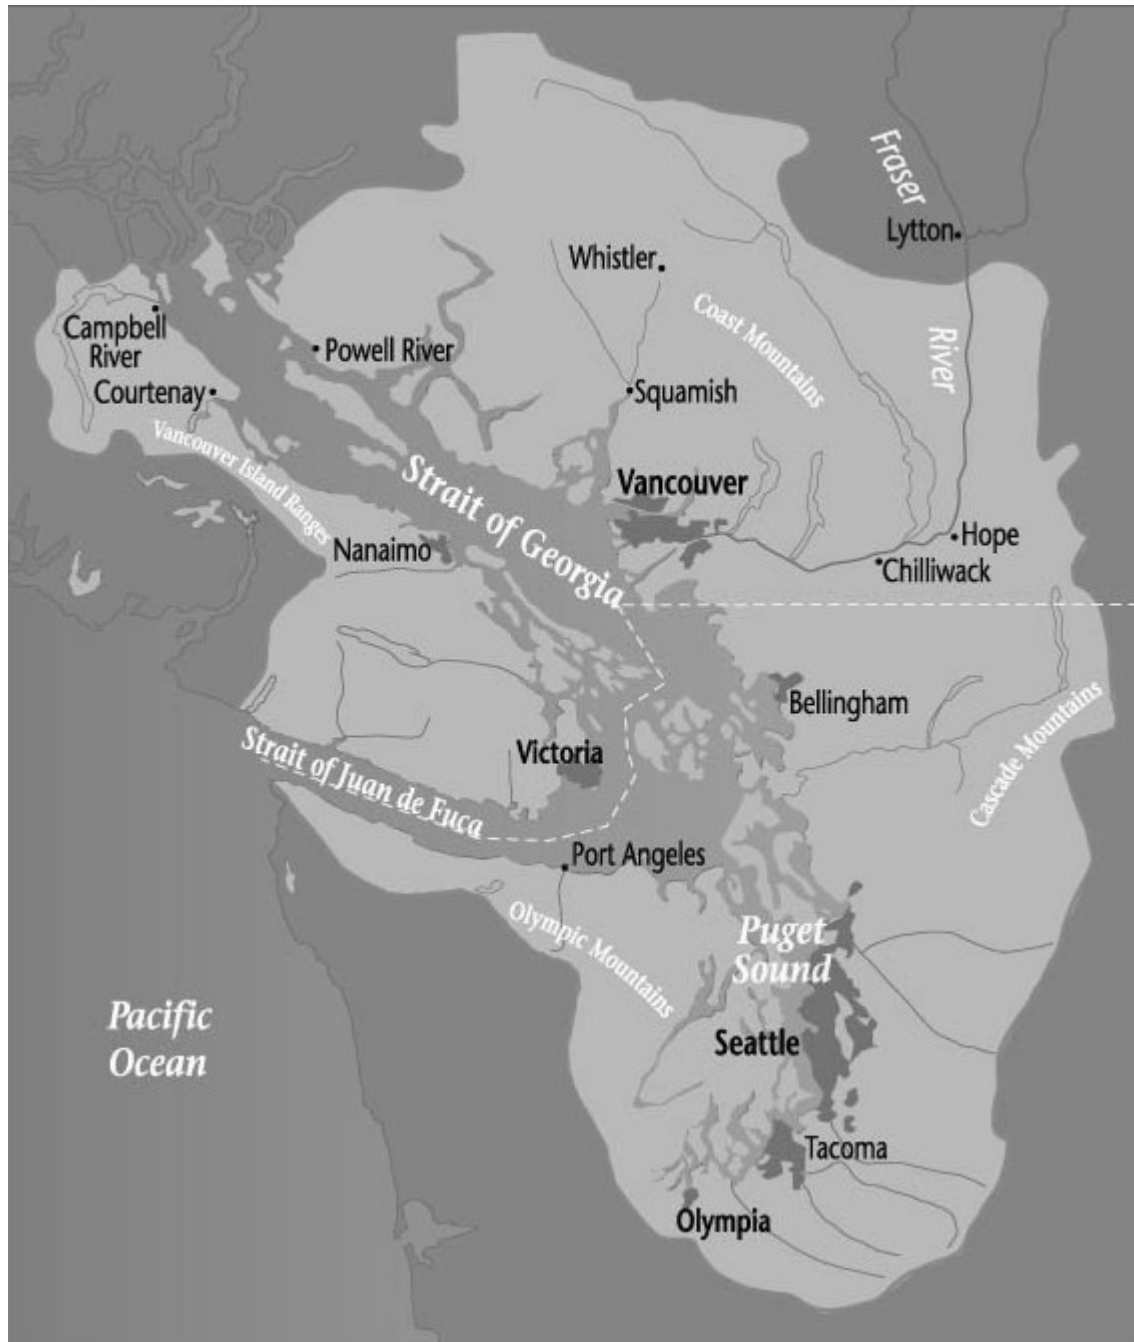 Fraser
Lytton
Whistler
Coast Mountains
River
Campbell
River
Powell River
Courtenay
Squamish
Vancouver Island Ranges
Strait of Georgia
Vancouver
Nanaimo
Hope
Chilliwack
Bellingham
Cascade Mountains
Victoria
Strait of Juan de Fuca
Port Angeles
Olympic Mountains
Puget
Sound
Pacific
Ocean
Seattle
Tacoma
Olympia